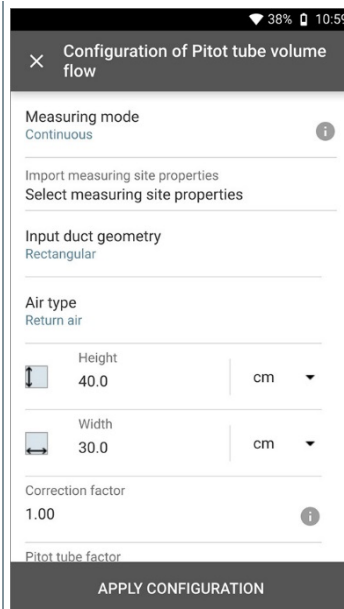 38% 10:59
Configuration of Pitot tube volume
flow
Measuring mode
Continuous
Import measuring site properties
Select measuring site properties
Input duct geometry
Rectangular
Air type
Return air
Height
40.0 cm
Width
30.0 cm
Correction factor
1.00
Pitot tube factor
APPLY CONFIGURATION